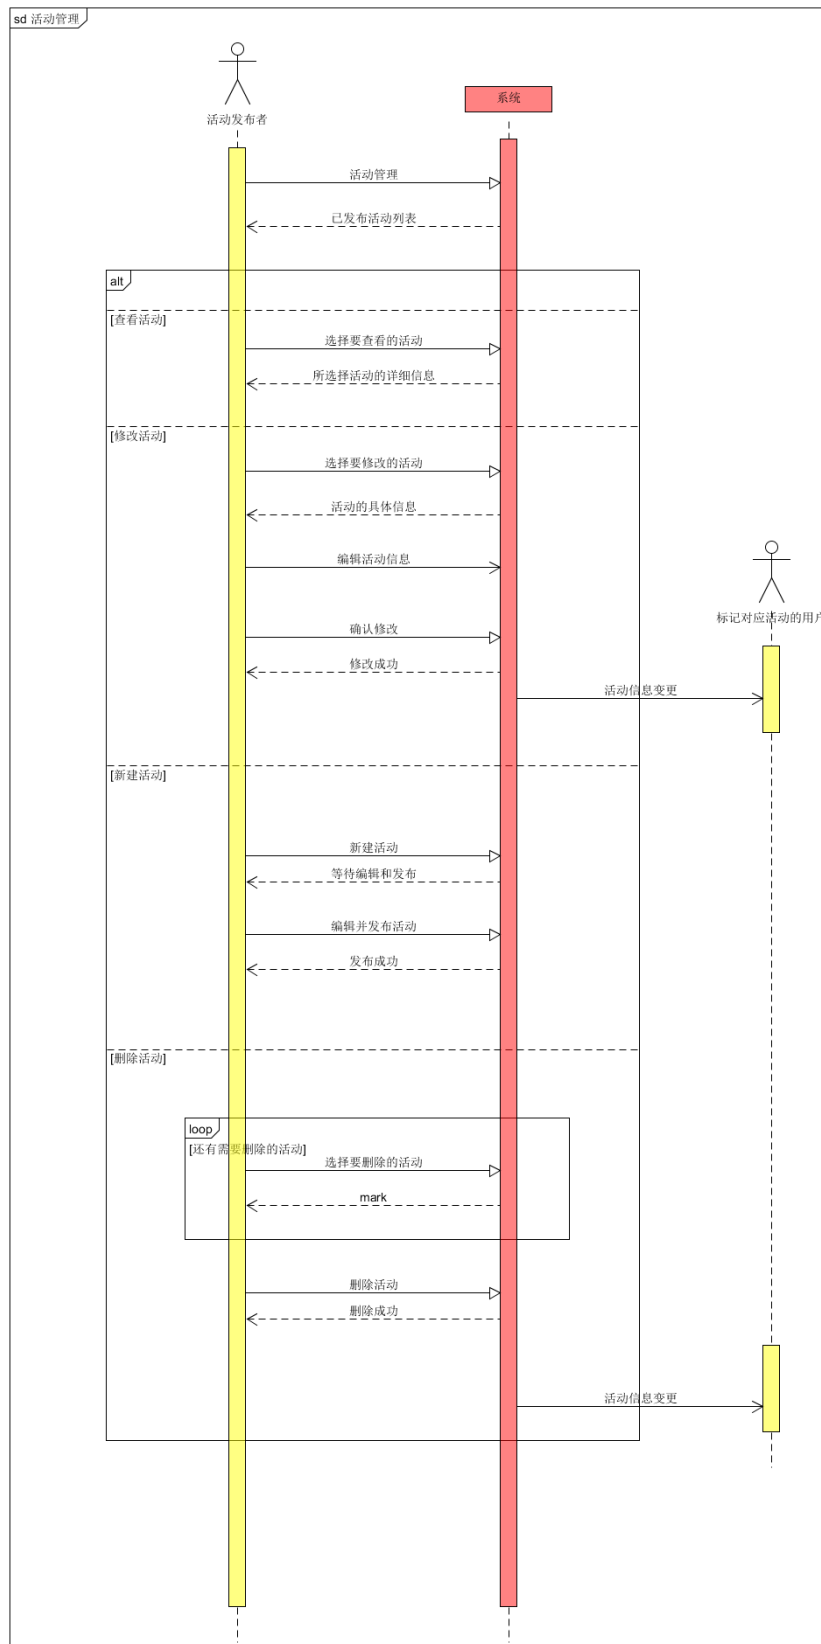 sd 活动管理
活动发布者
系统
活动管理
已发布活动列表
alt
[查看活动]
选择要查看的活动
所选择活动的详细信息
[修改活动]
选择要修改的活动
活动的具体信息
编辑活动信息
标记对应活动的用户
确认修改
修改成功
活动信息变更
[新建活动]
新建活动
等待编辑和发布
编辑并发布活动
发布成功
[删除活动]
loop
[还有需要删除的活动]
选择要删除的活动
mark
删除活动
删除成功
活动信息变更